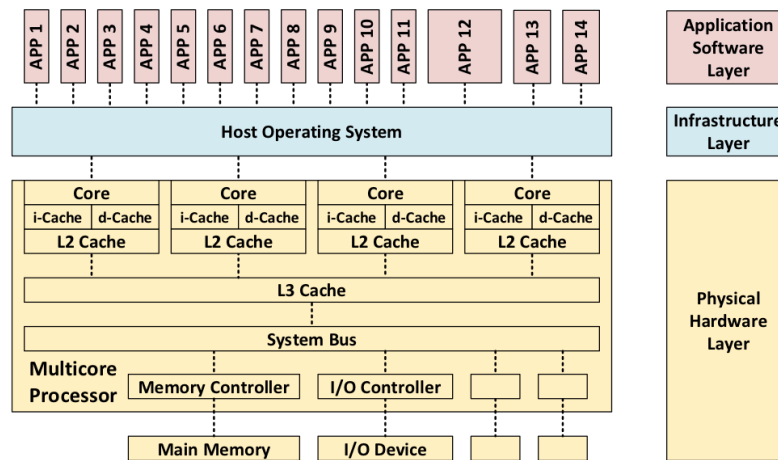 APP 1
APP 2
APP 3
APP 4
APP 5
APP 6
APP 7
APP 8
APP 9
APP 10
APP 11
APP 12
APP 13
APP 14
Application
Software
Layer
Host Operating System
Infrastructure
Layer
Core
Core
Core
Core
i-Cache d-Cache
i-Cache d-Cache
i-Cache d-Cache
i-Cache d-Cache
L2 Cache
L2 Cache
L2 Cache
L2 Cache
L3 Cache
System Bus
Multicore
Processor
Memory Controller
I/O Controller
Main Memory
I/O Device
Physical
Hardware
Layer